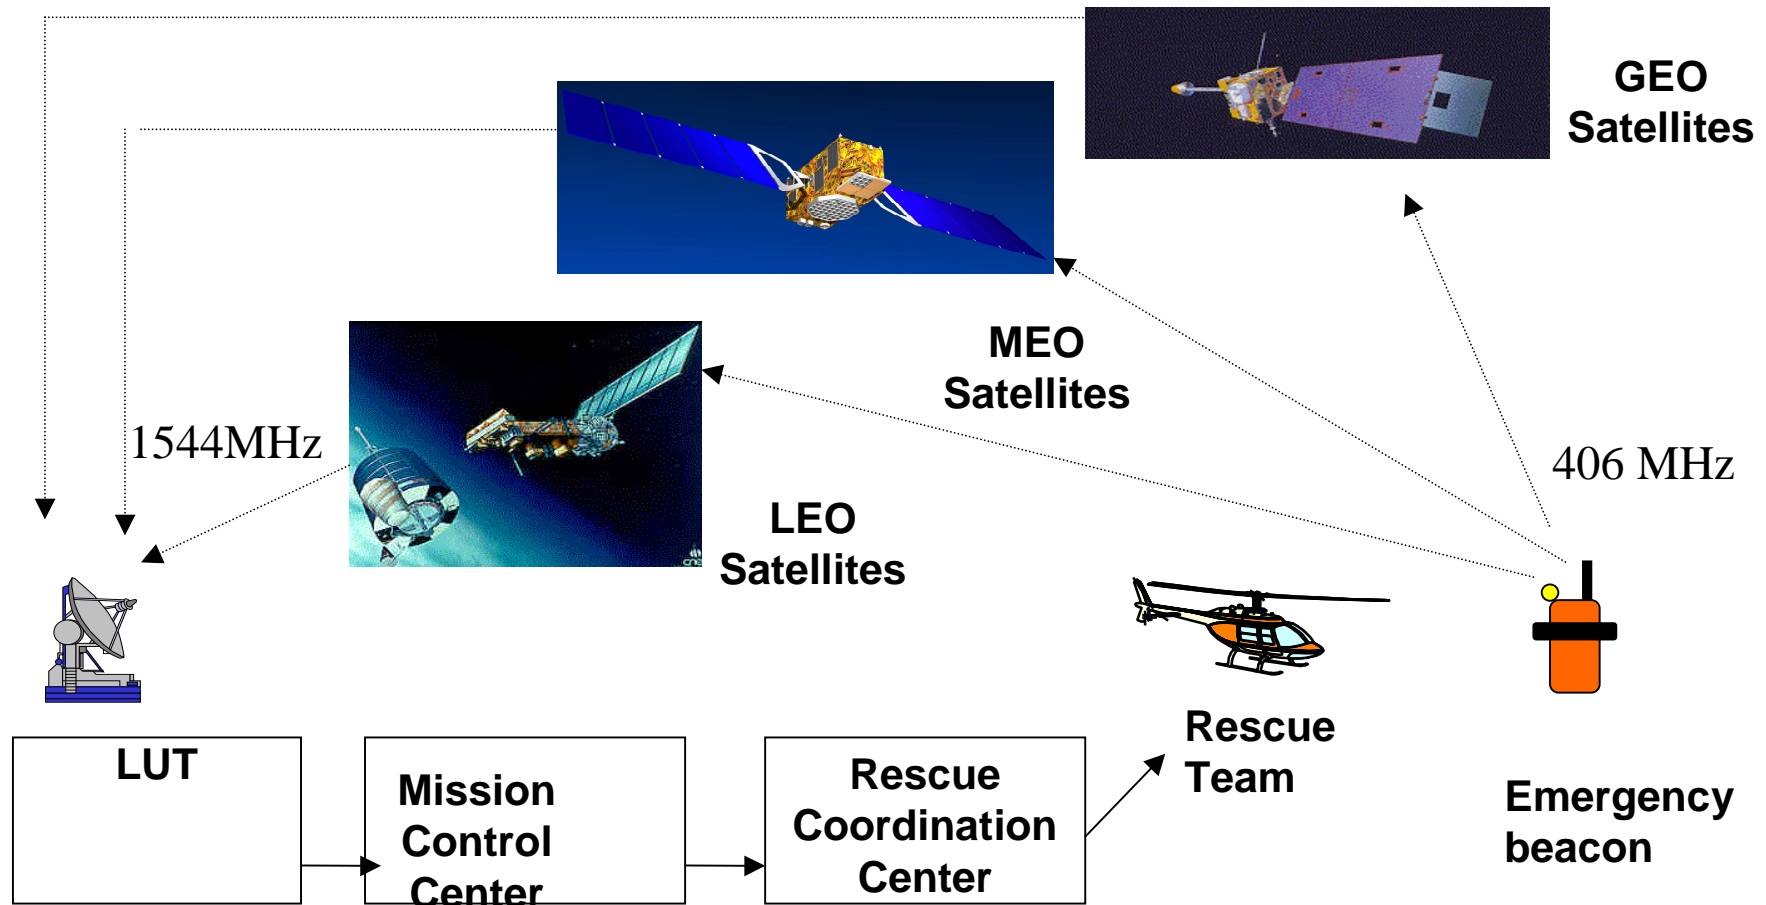 GEO
Satellites
MEO
Satellites
1544MHz
406 MHz
LEO
Satellites
LUT
Mission
Control
Center
Rescue
Coordination
Center
Rescue
Team
Emergency
beacon